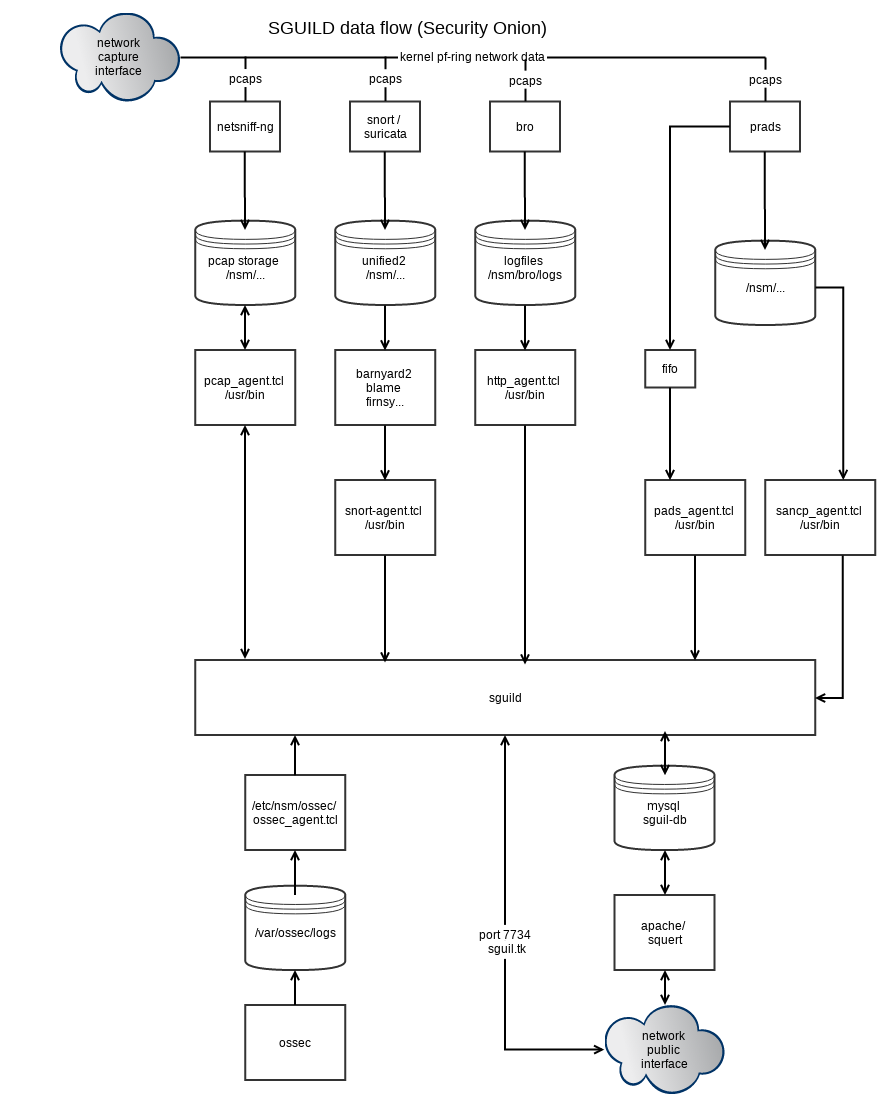 SGUILD data flow (Security Onion)
network
capture
interface
kernel pf-ring network data
pcaps
pcaps
pcaps
pcaps
netsniff-ng
snort /
suricata
bro
prads
pcap storage
/nsm/...
unified2
/nsm/...
logfiles
/nsm/bro/logs
/nsm/...
pcap_agent.tcl
/usr/bin
barnyard2
blame
firnsy...
http_agent.tcl
/usr/bin
fifo
snort-agent.tcl
/usr/bin
pads_agent.tcl
/usr/bin
sancp_agent.tcl
/usr/bin
sguild
/etc/nsm/ossec/
ossec_agent.tcl
mysql
sguil-db
/var/ossec/logs
port 7734
sguil.tk
apache/
squert
ossec
network
public
interface